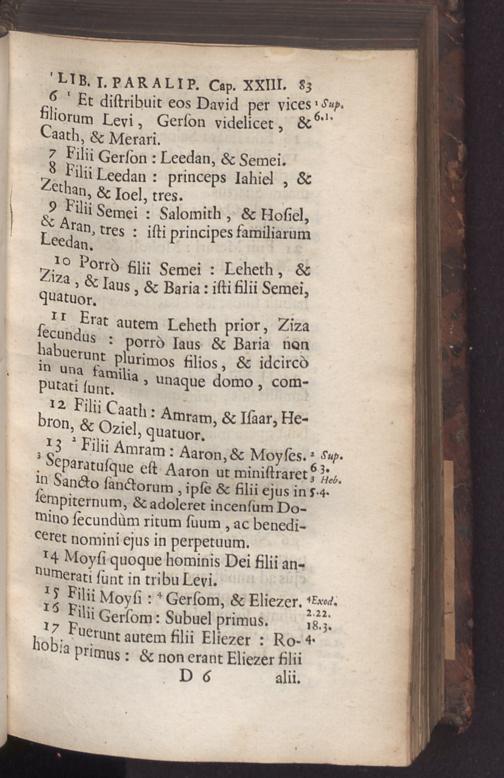 LIB. I. PARALIP. Cap. XXIII. 83
6 ¹ Et diſtribuit eos David per vices ¹ Sup.
filiorum Levi, Gerſon videlicet, & 6.1.
Caath, & Merari.
7 Filii Gerſon : Leedan, & Semei.
8 Filii Leedan : princeps Iahiel, &
Zethan, & Ioel, tres.
9 Filii Semei : Salomith, & Hoſiel,
& Aran, tres : iſti principes familiarum
Leedan.
10 Porrò filii Semei : Leheth, &
Ziza, & Iaus, & Baria : iſti filii Semei,
quatuor.
11 Erat autem Leheth prior, Ziza
ſecundus : porrò Iaus & Baria non
habuerunt plurimos filios, & idcircò
in una familia, unaque domo, com-
putati ſunt.
12 Filii Caath : Amram, & Iſaar, He-
bron, & Oziel, quatuor.
13 ² Filii Amram : Aaron, & Moyſes. ² Sup.
³ Separatuſque eſt Aaron ut miniſtraret 6 3.
³ Heb.
in Sancto ſanctorum, ipſe & filii ejus in 5.4.
ſempiternum, & adoleret incenſum Do-
mino ſecundùm ritum ſuum, ac benedi-
ceret nomini ejus in perpetuum.
14 Moyſi quoque hominis Dei filii an-
numerati ſunt in tribu Levi.
15 Filii Moyſi : ⁴ Gerſom, & Eliezer. ⁴ Exod.
2.22.
16 Filii Gerſom : Subuel primus. 18.3.
17 Fuerunt autem filii Eliezer : Ro- 4.
hobia primus : & non erant Eliezer filii
D 6 alii.